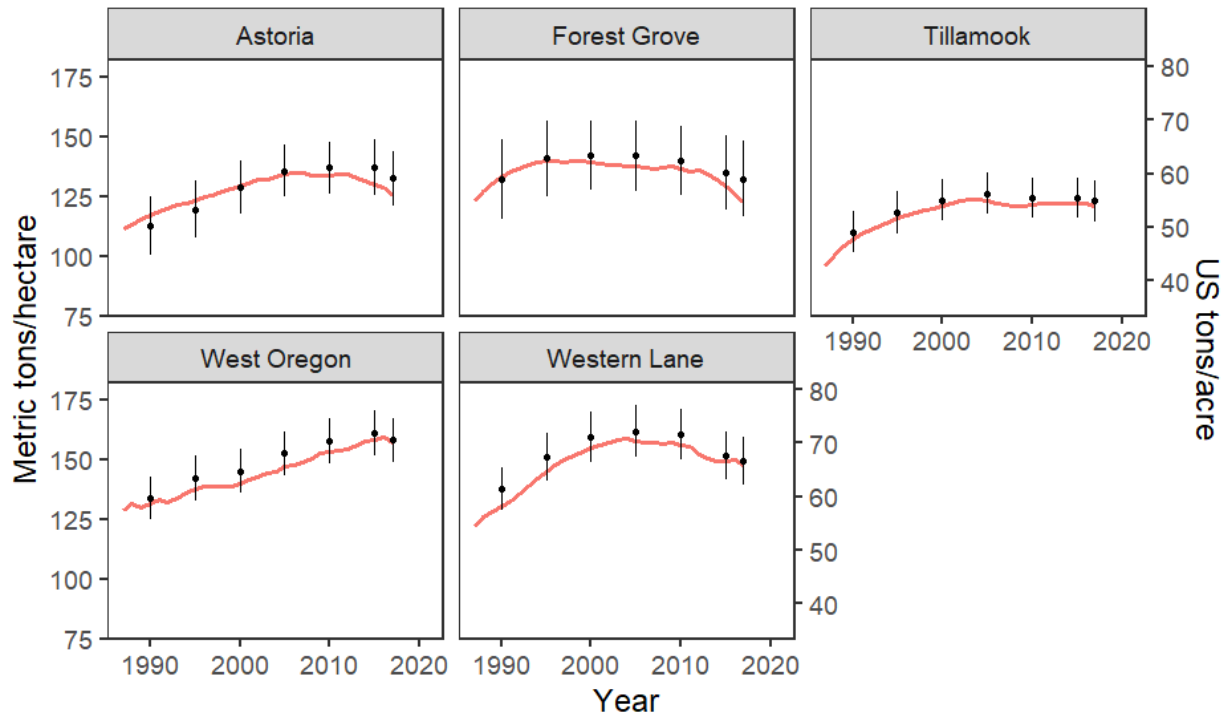 Astoria Forest Grove Tillamook
175
150
125
100
75
80
70
60
50
40
1990 2000 2010 2020
West Oregon Western Lane
175
150
125
100
75
80
70
60
50
40
1990 2000 2010 2020 1990 2000 2010 2020
Year
Metric tons/hectare
US tons/acre